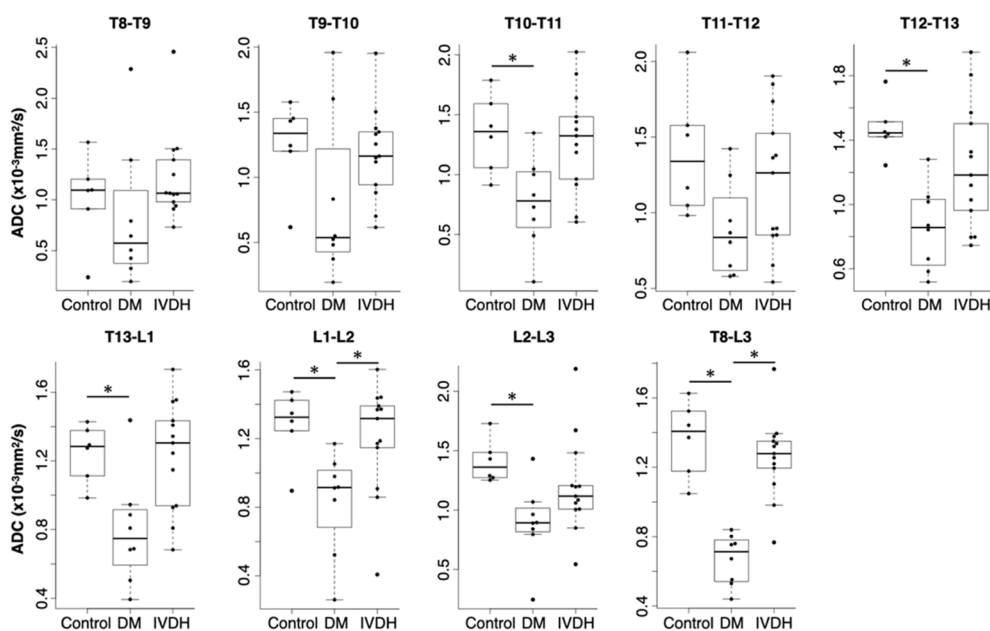 T8-T9 T9-T10 T10-T11 T11-T12 T12-T13
ADC (x10-3mm2/s)
0.5 1.0 1.5 2.0 2.5
0.5 1.0 1.5 2.0
* 0.0 0.5 1.0 1.5 2.0
0.5 1.0 1.5 2.0
* 0.6 1.0 1.4 1.8
Control DM IVDH Control DM IVDH Control DM IVDH Control DM IVDH Control DM IVDH
T13-L1 L1-L2 L2-L3 T8-L3
ADC (x10-3mm2/s)
* 0.4 0.8 1.2 1.6
* * 0.4 0.8 1.2 1.6
* 0.5 1.0 1.5 2.0
* * 0.4 0.8 1.2 1.6
Control DM IVDH Control DM IVDH Control DM IVDH Control DM IVDH